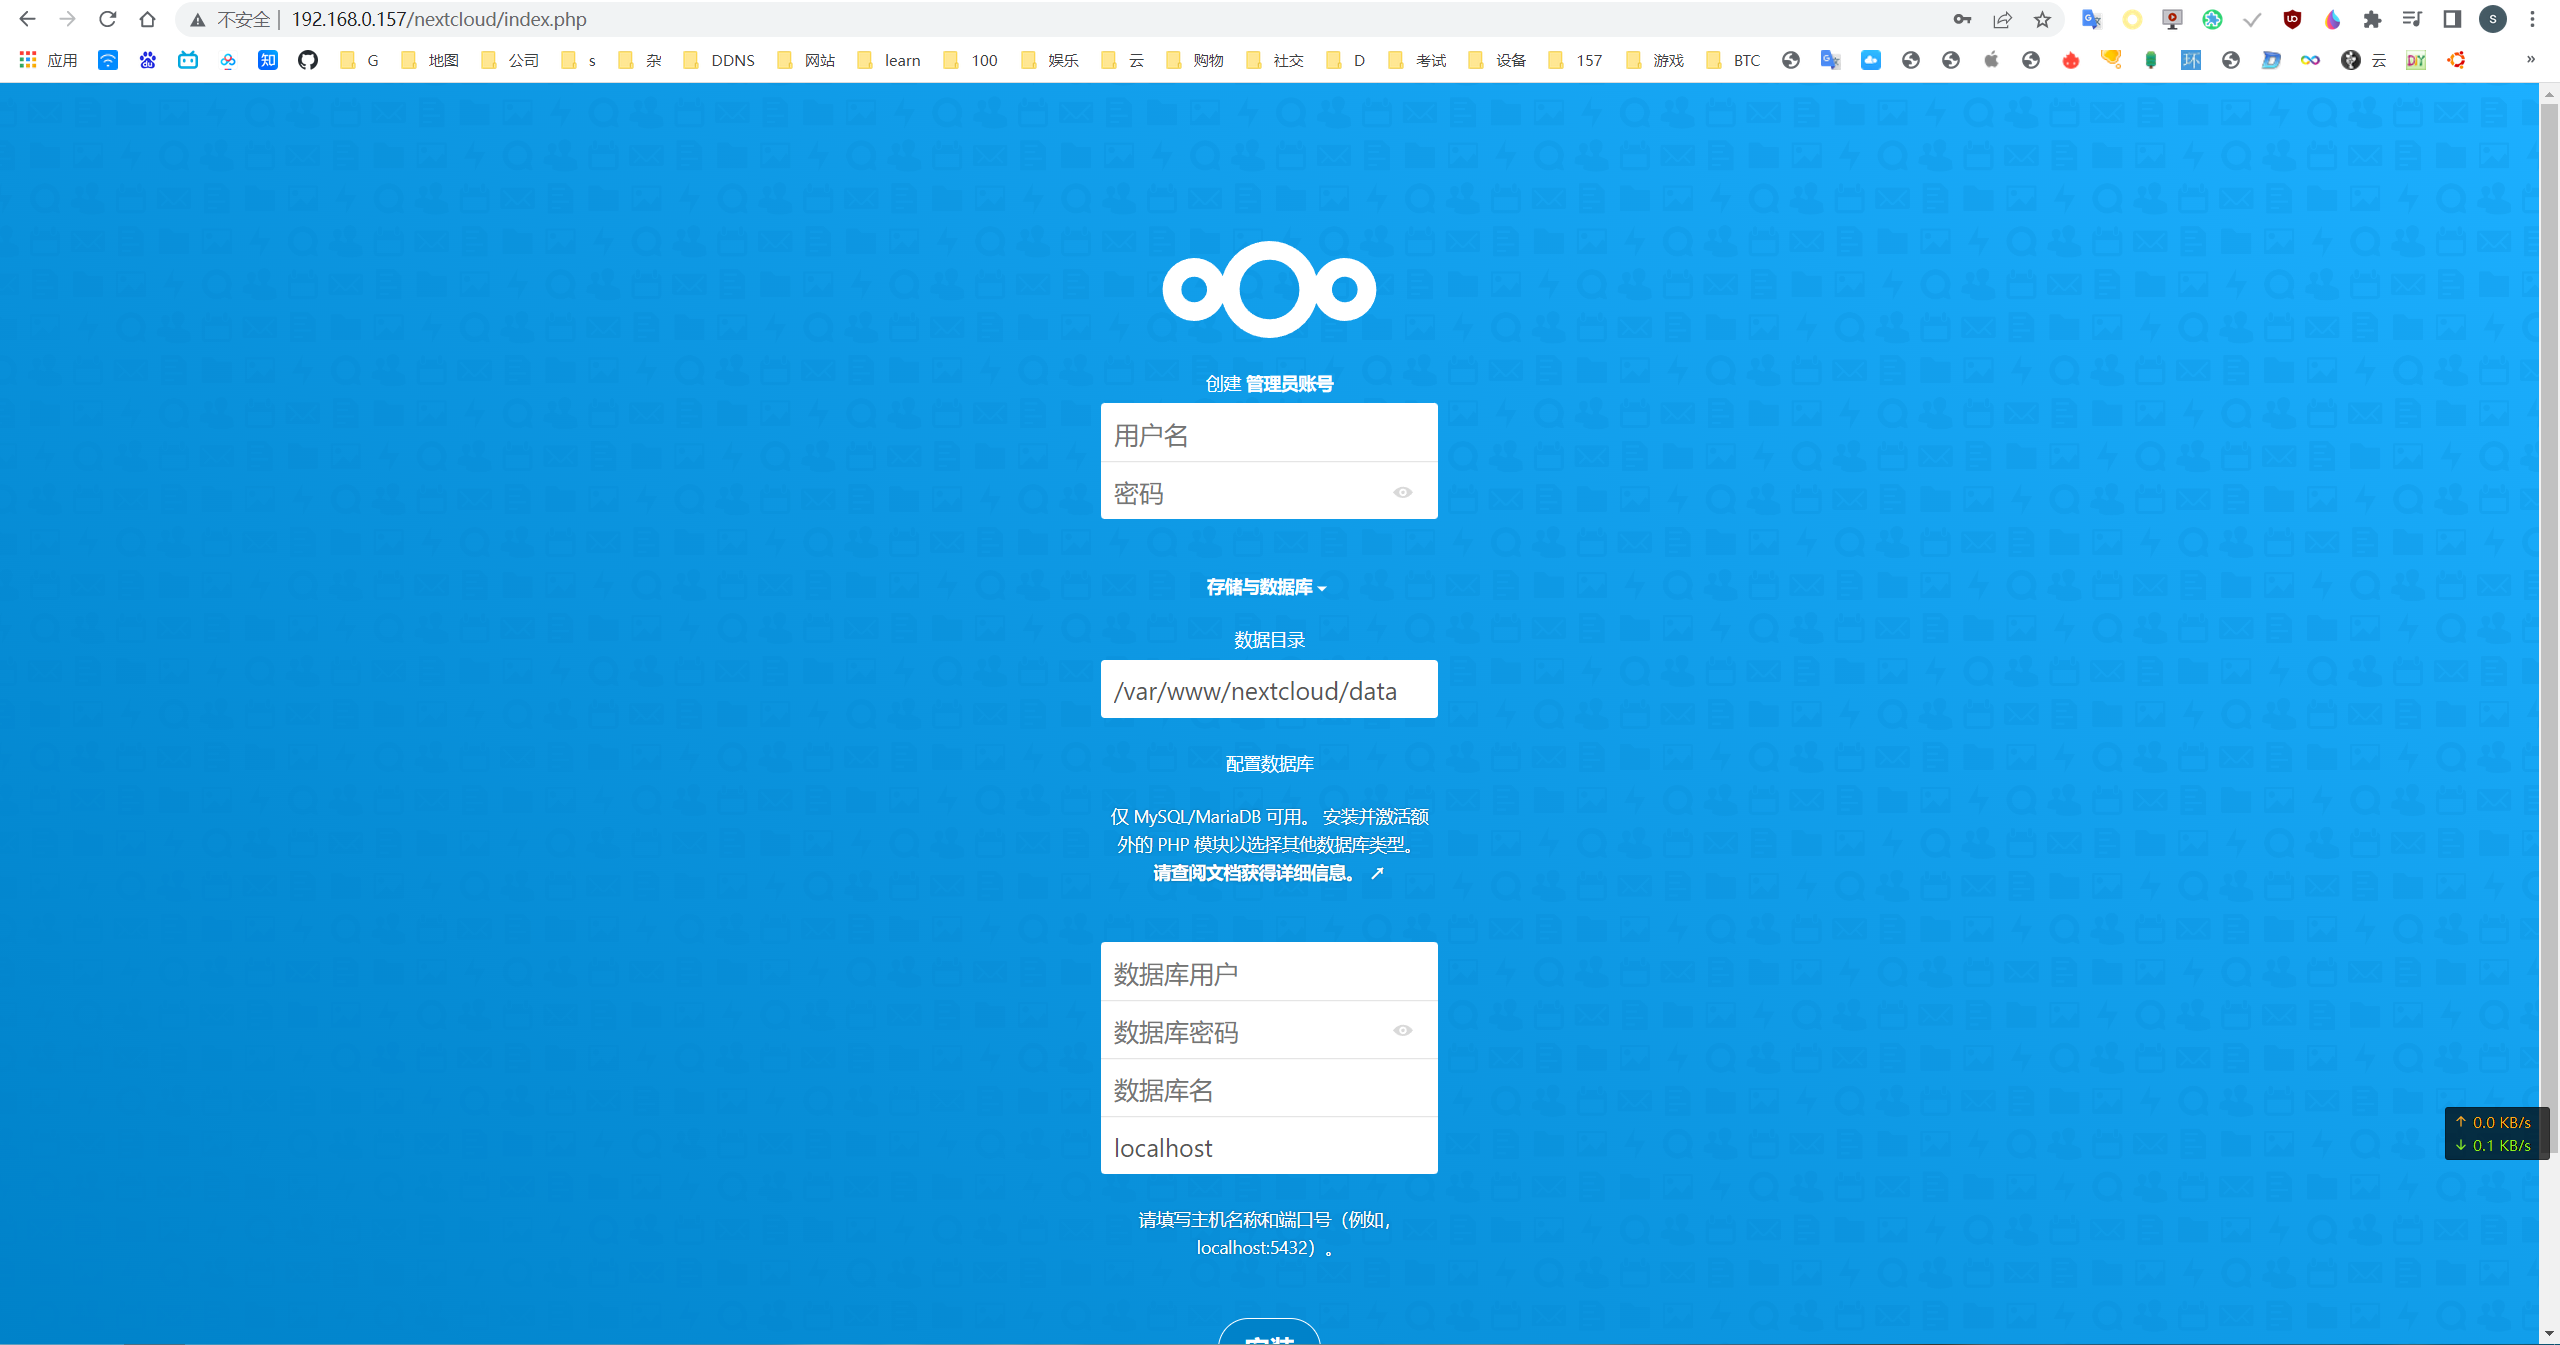 不安全 | 192.168.0.157/nextcloud/index.php
应用 知 G 地图 公司 s 杂 DDNS 网站 learn 100 娱乐 云 购物 社交 D 考试 设备 157 游戏 BTC 环 云 DIY »
创建 管理员账号
用户名
密码
存储与数据库
数据目录
/var/www/nextcloud/data
配置数据库
仅 MySQL/MariaDB 可用。 安装并激活额
外的 PHP 模块以选择其他数据库类型。
请查阅文档获得详细信息。 ↗
数据库用户
数据库密码
数据库名
localhost
↑ 0.0 KB/s
↓ 0.1 KB/s
请填写主机名称和端口号（例如，
localhost:5432）。
安装